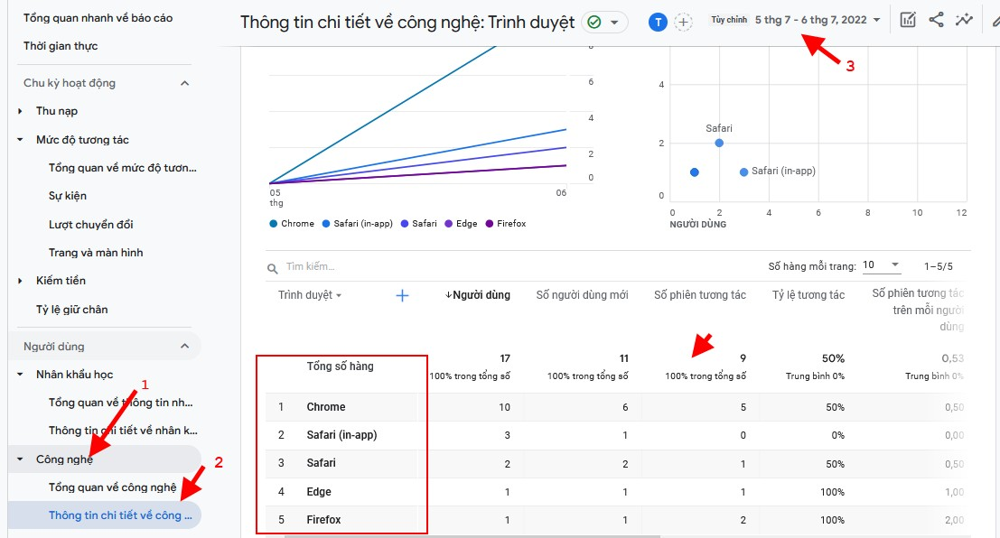 Tổng quan nhanh về báo cáo
Thời gian thực
Chu kỳ hoạt động
Thu nạp
Mức độ tương tác
Tổng quan về mức độ tươn...
Sự kiện
Lượt chuyển đổi
Trang và màn hình
Kiếm tiền
Tỷ lệ giữ chân
Người dùng
Nhân khẩu học
1
Tổng quan về thông tin nh...
Thông tin chi tiết về nhân k...
Công nghệ
2
Tổng quan về công nghệ
Thông tin chi tiết về công ...
Thông tin chi tiết về công nghệ: Trình duyệt
T
Tùy chỉnh 5 thg 7 - 6 thg 7, 2022
3
8
6
4
2
0
05
thg
06
Chrome Safari (in-app) Safari Edge Firefox
4
2
0
Safari
Safari (in-app)
0 2 4 6 8 10 12
NGƯỜI DÙNG
Tìm kiếm...
Số hàng mỗi trang: 10 1–5/5
Trình duyệt + ↓Người dùng Số người dùng mới Số phiên tương tác Tỷ lệ tương tác Số phiên tương tác
trên mỗi người
dùng
Tổng số hàng 17 11 9 50% 0,53
100% trong tổng số 100% trong tổng số 100% trong tổng số Trung bình 0% Trung bình 0%
1 Chrome 10 6 5 50% 0,50
2 Safari (in-app) 3 1 0 0% 0,00
3 Safari 2 2 1 50% 0,50
4 Edge 1 1 1 100% 1,00
5 Firefox 1 1 2 100% 2,00